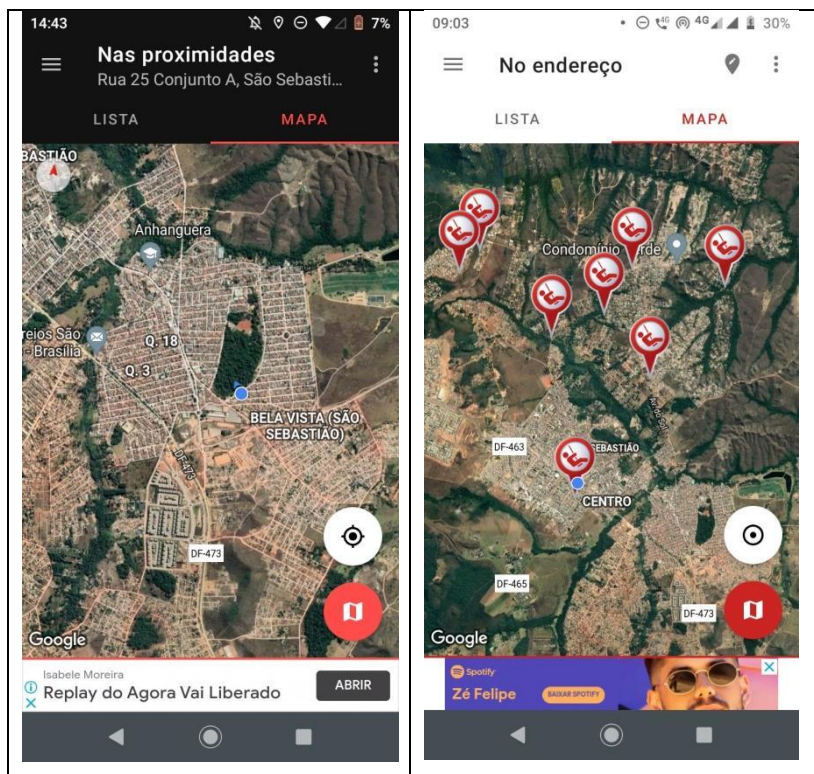 14:43
7%
Nas proximidades
Rua 25 Conjunto A, São Sebasti...
LISTA
MAPA
BASTIÃO
Anhanguera
reios São
- Brasília
Q. 18
Q. 3
BELA VISTA (SÃO
SEBASTIÃO)
DF-473
DF-473
Google
Isabele Moreira
Replay do Agora Vai Liberado
ABRIR
09:03
4G
4G
30%
No endereço
LISTA
MAPA
Condomínio
rde
DF-463
SEBASTIÃO
CENTRO
DF-465
DF-473
Google
Spotify
Zé Felipe
BAIXAR SPOTIFY